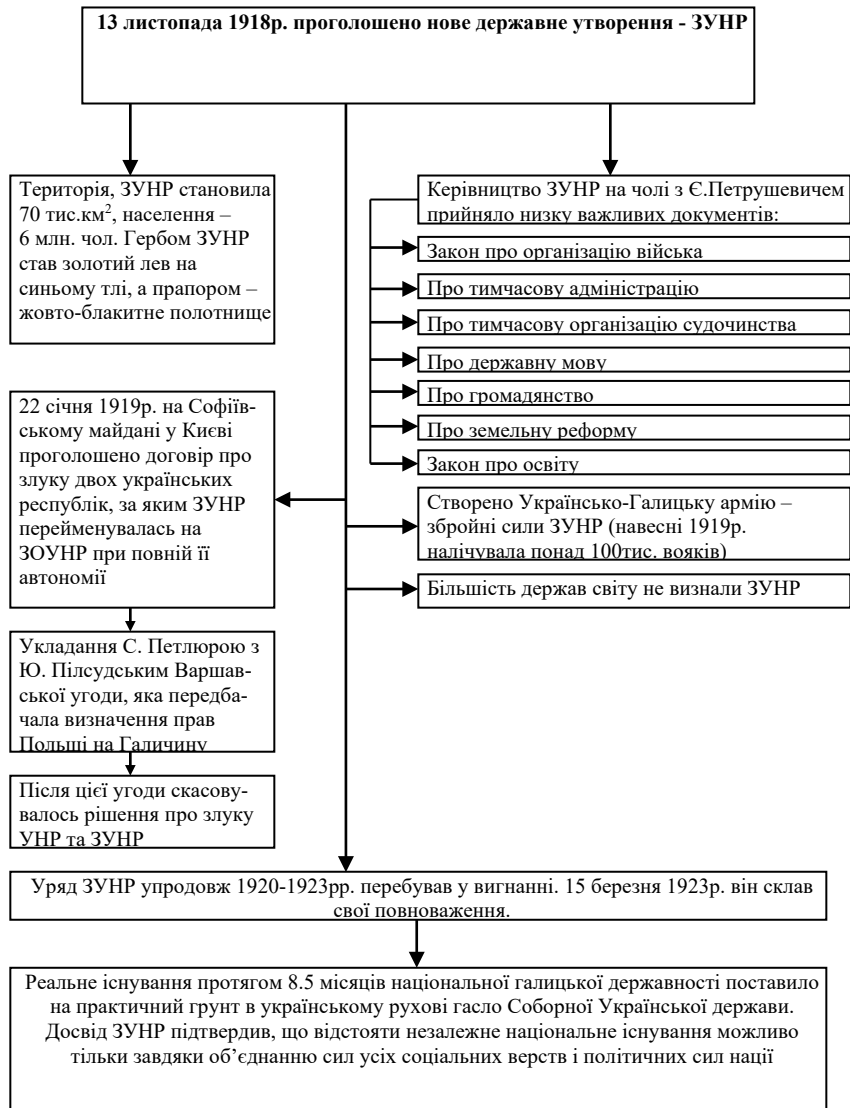 13 листопада 1918р. проголошено нове державне утворення - ЗУНР
Територія, ЗУНР становила
70 тис.км², населення –
6 млн. чол. Гербом ЗУНР
став золотий лев на
синьому тлі, а прапором –
жовто-блакитне полотнище
Керівництво ЗУНР на чолі з Є.Петрушевичем
прийняло низку важливих документів:
Закон про організацію війська
Про тимчасову адміністрацію
Про тимчасову організацію судочинства
Про державну мову
Про громадянство
Про земельну реформу
Закон про освіту
22 січня 1919р. на Софіїв-
ському майдані у Києві
проголошено договір про
злуку двох українських
республік, за яким ЗУНР
перейменувалась на
ЗОУНР при повній її
автономії
Створено Українсько-Галицьку армію –
збройні сили ЗУНР (навесні 1919р.
налічувала понад 100тис. вояків)
Більшість держав світу не визнали ЗУНР
Укладання С. Петлюрою з
Ю. Пілсудським Варшав-
ської угоди, яка передба-
чала визначення прав
Польщі на Галичину
Після цієї угоди скасову-
валось рішення про злуку
УНР та ЗУНР
Уряд ЗУНР упродовж 1920-1923рр. перебував у вигнанні. 15 березня 1923р. він склав
свої повноваження.
Реальне існування протягом 8.5 місяців національної галицької державності поставило
на практичний грунт в українському рухові гасло Соборної Української держави.
Досвід ЗУНР підтвердив, що відстояти незалежне національне існування можливо
тільки завдяки об’єднанню сил усіх соціальних верств і політичних сил нації